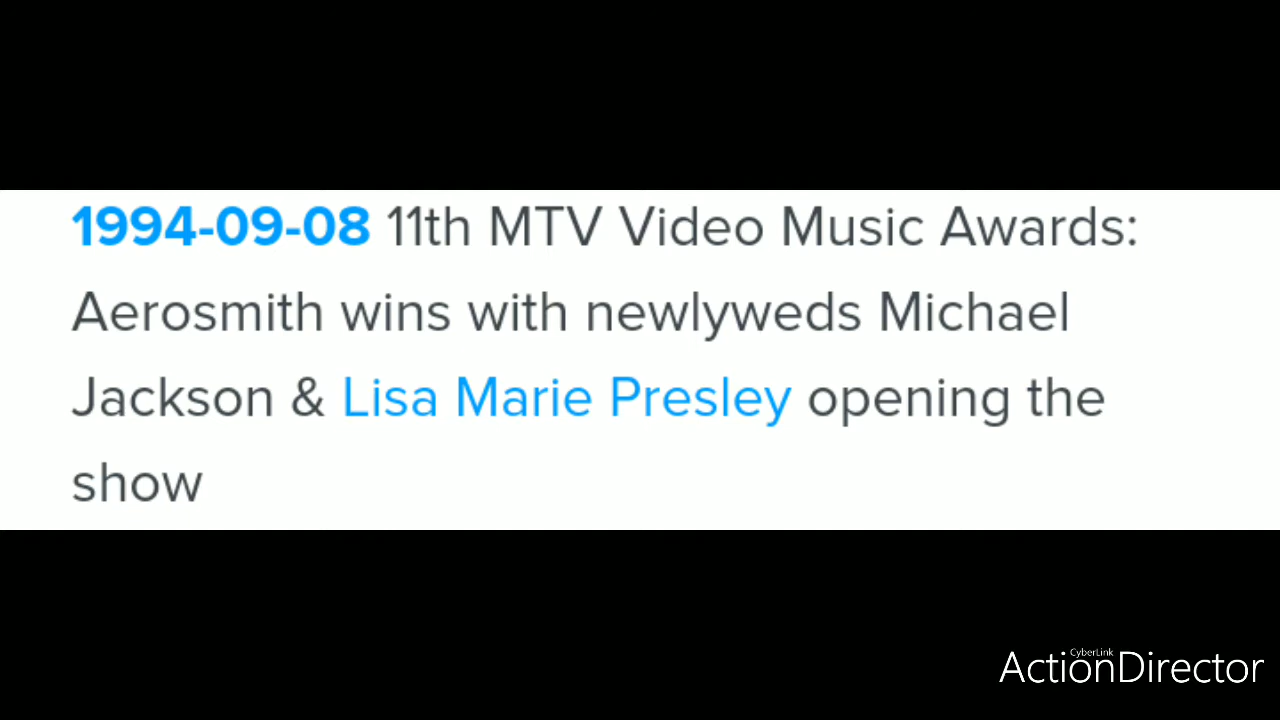 1994-09-08 11th MTV Video Music Awards:
Aerosmith wins with newlyweds Michael
Jackson & Lisa Marie Presley opening the
show
CyberLink
ActionDirector